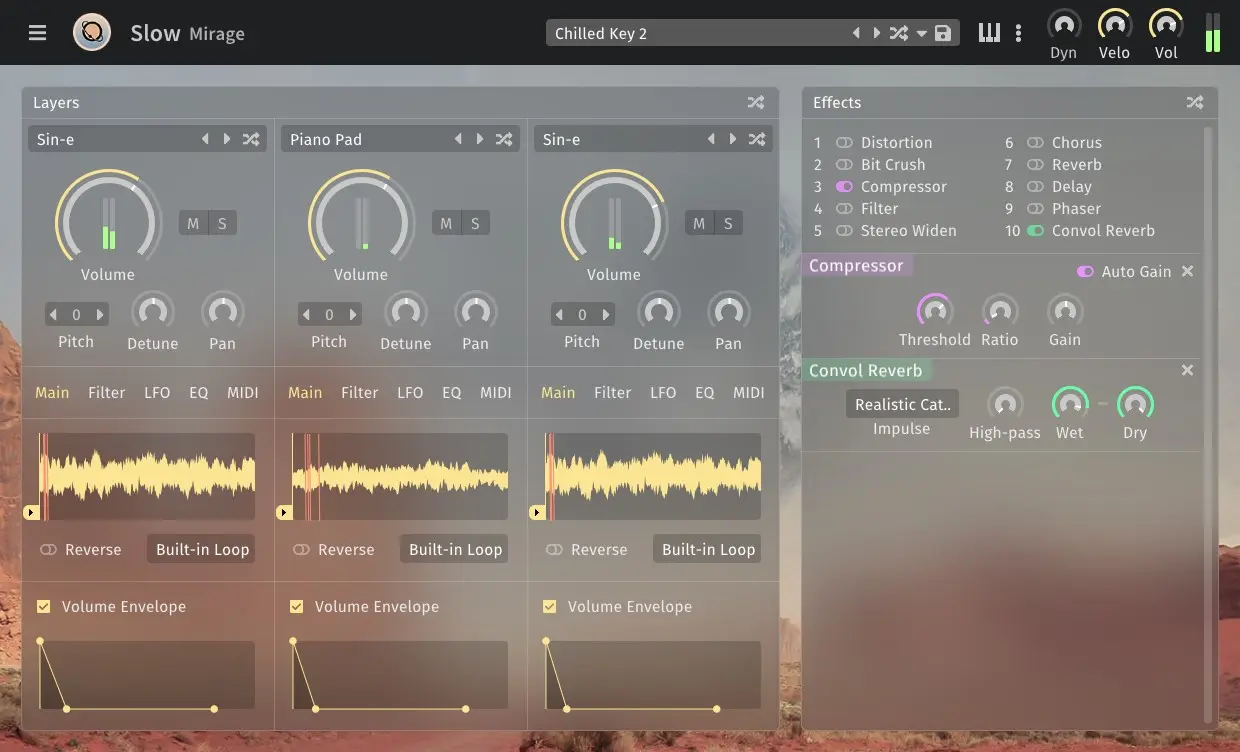 Slow Mirage
Chilled Key 2
Dyn Velo Vol
Layers
Sin-e
M S
Volume
0
Pitch Detune Pan
Main Filter LFO EQ MIDI
Reverse Built-in Loop
Volume Envelope
Piano Pad
M S
Volume
0
Pitch Detune Pan
Main Filter LFO EQ MIDI
Reverse Built-in Loop
Volume Envelope
Sin-e
M S
Volume
0
Pitch Detune Pan
Main Filter LFO EQ MIDI
Reverse Built-in Loop
Volume Envelope
Effects
1 Distortion
2 Bit Crush
3 Compressor
4 Filter
5 Stereo Widen
6 Chorus
7 Reverb
8 Delay
9 Phaser
10 Convol Reverb
Compressor Auto Gain
Threshold Ratio Gain
Convol Reverb
Realistic Cat..
Impulse High-pass Wet Dry